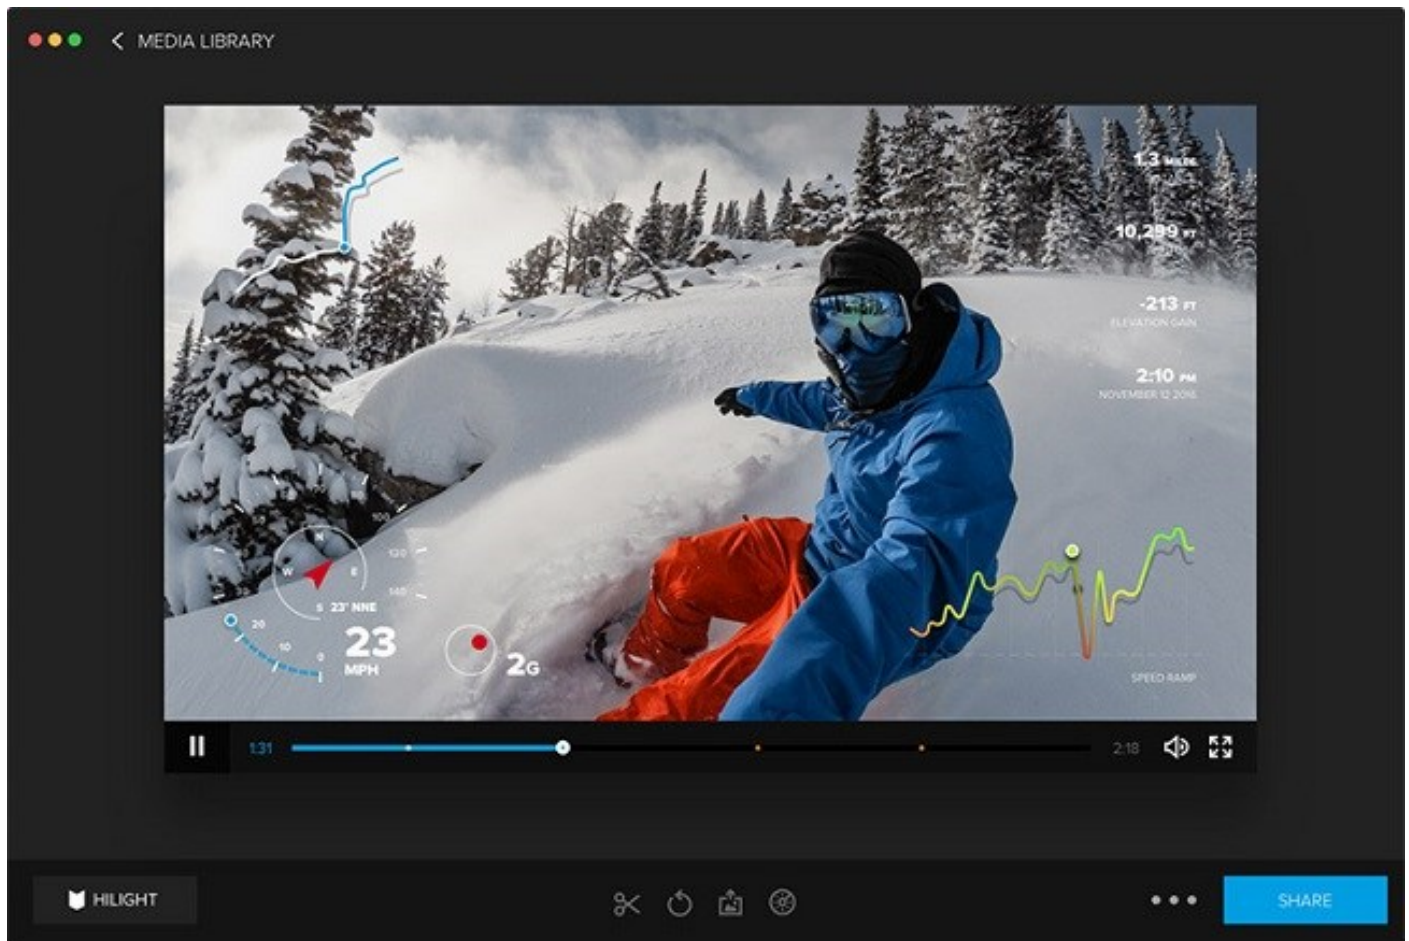 MEDIA LIBRARY
1.3 MILES
10,299 FT
-213 FT
ELEVATION GAIN
2:10 PM
NOVEMBER 12 2016
N
W
E
S
23° NNE
100
120
140
20
10
0
23
MPH
2G
SPEED RAMP
1:31
2:18
HILIGHT
SHARE